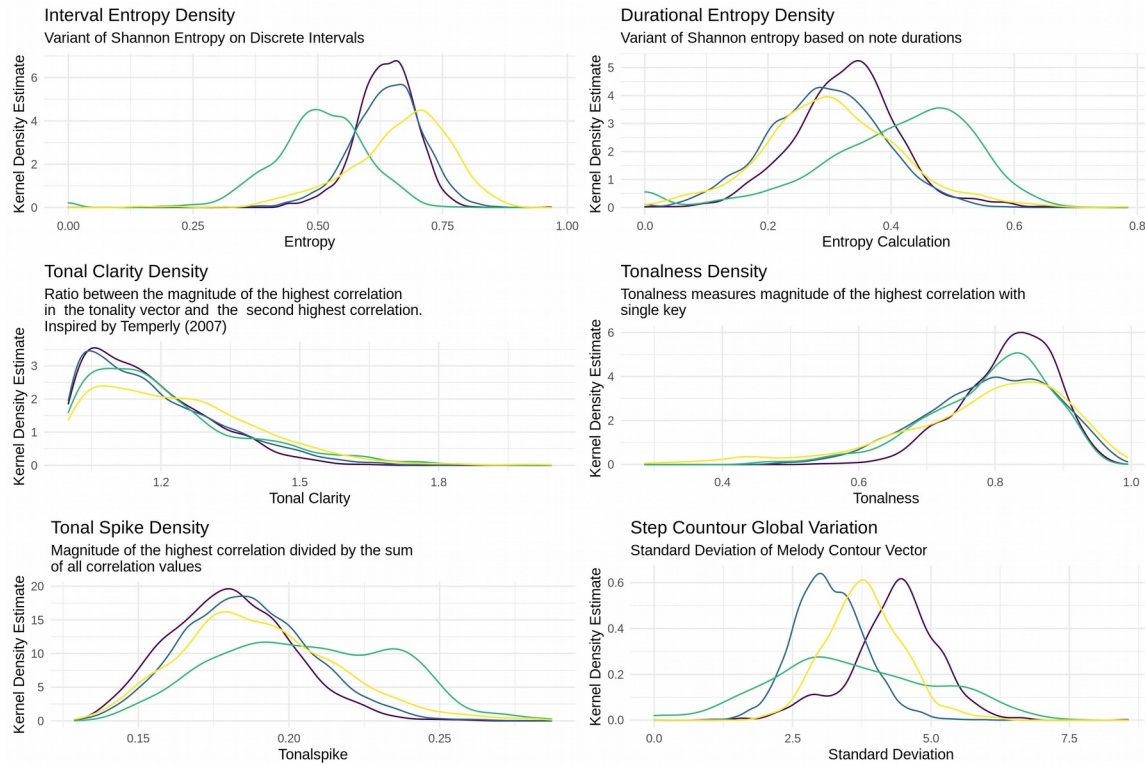 Interval Entropy Density
Variant of Shannon Entropy on Discrete Intervals
Kernel Density Estimate
6
4
2
0
0.00 0.25 0.50 0.75 1.00
Entropy
Durational Entropy Density
Variant of Shannon entropy based on note durations
Kernel Density Estimate
5
4
3
2
1
0
0.0 0.2 0.4 0.6 0.8
Entropy Calculation
Tonal Clarity Density
Ratio between the magnitude of the highest correlation
in the tonality vector and the second highest correlation.
Inspired by Temperly (2007)
Kernel Density Estimate
3
2
1
0
1.2 1.5 1.8
Tonal Clarity
Tonalness Density
Tonalness measures magnitude of the highest correlation with
single key
Kernel Density Estimate
6
4
2
0
0.4 0.6 0.8 1.0
Tonalness
Tonal Spike Density
Magnitude of the highest correlation divided by the sum
of all correlation values
Kernel Density Estimate
20
15
10
5
0
0.15 0.20 0.25
Tonalspike
Step Countour Global Variation
Standard Deviation of Melody Contour Vector
Kernel Density Estimate
0.6
0.4
0.2
0.0
0.0 2.5 5.0 7.5
Standard Deviation